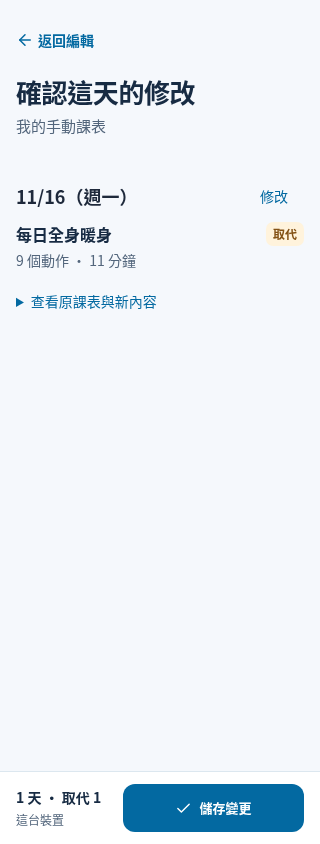 返回編輯
確認這天的修改
我的手動課表
11/16（週一） 修改
每日全身暖身 取代
9 個動作 · 11 分鐘
查看原課表與新內容
1 天 · 取代 1
這台裝置
儲存變更